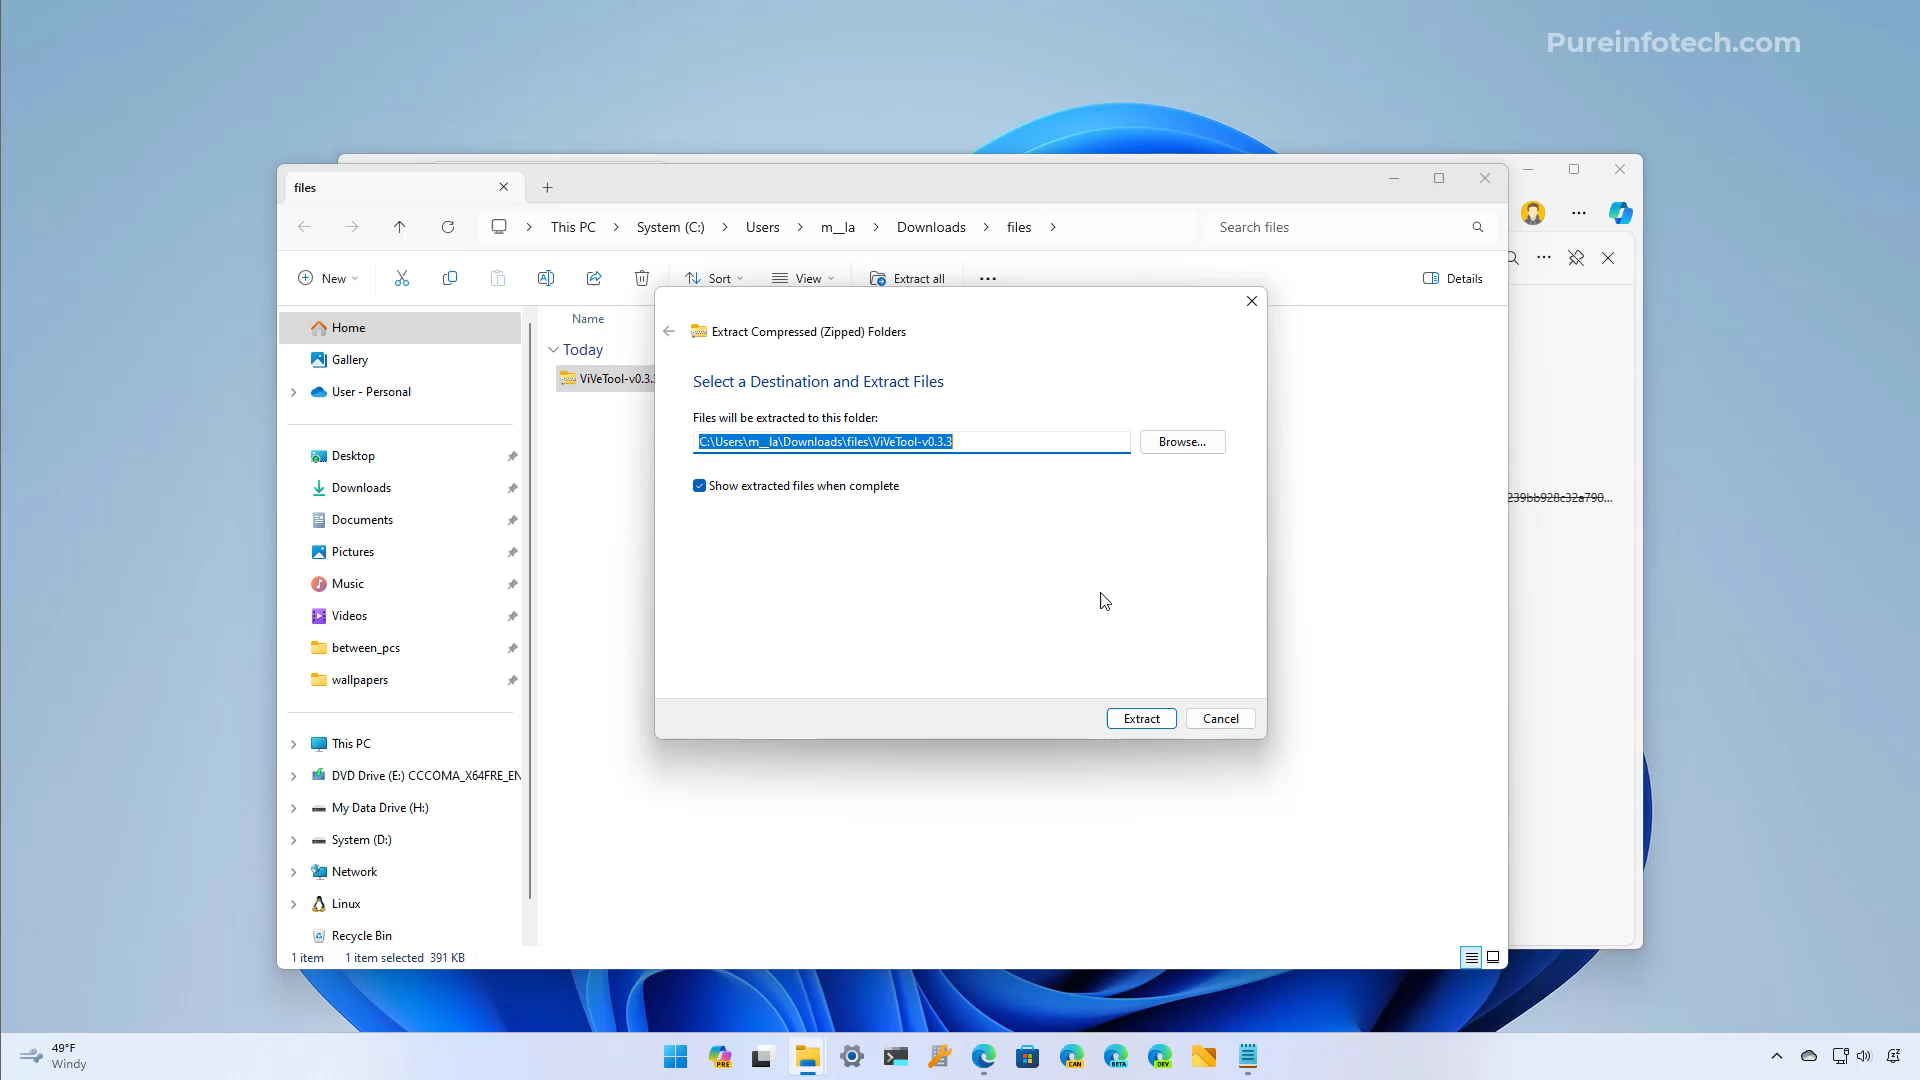 Pureinfotech.com
files
This PC
System (C:)
Users
m__la
Downloads
files
Search files
New
Sort
View
Extract all
Details
Home
Gallery
User - Personal
Desktop
Downloads
Documents
Pictures
Music
Videos
between_pcs
wallpapers
This PC
DVD Drive (E:) CCCOMA_X64FRE_EN
My Data Drive (H:)
System (D:)
Network
Linux
Recycle Bin
Name
Today
ViVeTool-v0.3.
Extract Compressed (Zipped) Folders
Select a Destination and Extract Files
Files will be extracted to this folder:
C:\Users\m__la\Downloads\files\ViVeTool-v0.3.3
Browse...
Show extracted files when complete
Extract
Cancel
239bb928c32a790...
1 item
1 item selected 391 KB
49°F
Windy
PRE
CAN
BETA
DEV